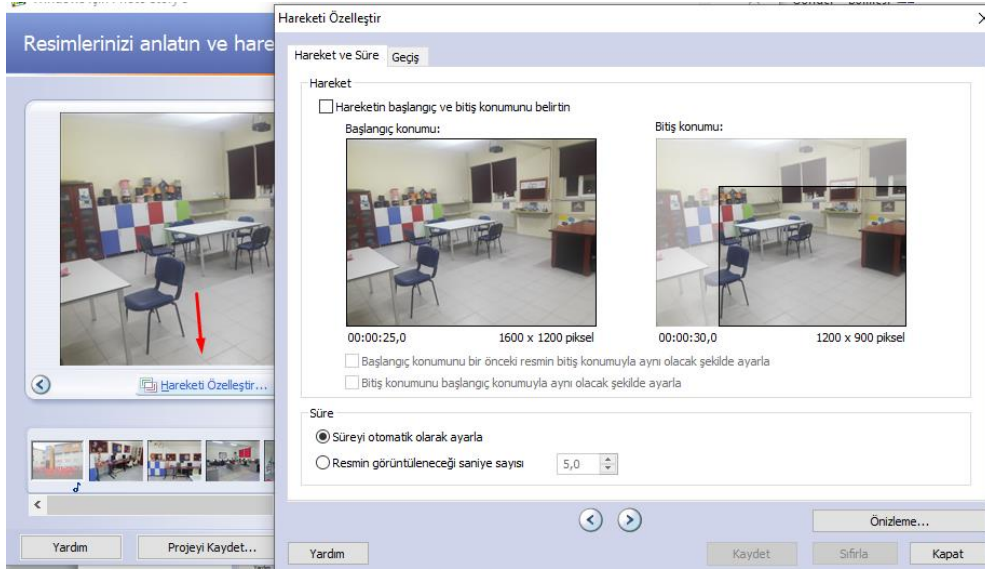 Resimlerinizi anlatın ve hare
Hareketi Özelleştir...
Yardım
Projeyi Kaydet...
Hareketi Özelleştir
Hareket ve Süre
Geçiş
Hareket
Hareketin başlangıç ve bitiş konumunu belirtin
Başlangıç konumu:
Bitiş konumu:
00:00:25,0
1600 x 1200 piksel
00:00:30,0
1200 x 900 piksel
Başlangıç konumunu bir önceki resmin bitiş konumuyla aynı olacak şekilde ayarla
Bitiş konumunu başlangıç konumuyla aynı olacak şekilde ayarla
Süre
Süreyi otomatik olarak ayarla
Resmin görüntüleneceği saniye sayısı
5,0
Önizleme...
Yardım
Kaydet
Sıfırla
Kapat